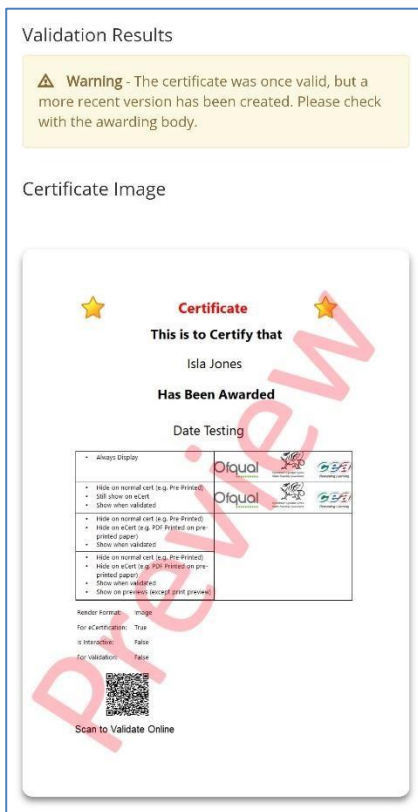 Validation Results
Warning - The certificate was once valid, but a
more recent version has been created. Please check
with the awarding body.
Certificate Image
Certificate
This is to Certify that
Isla Jones
Has Been Awarded
Date Testing
• Always Display
Ofqual
• Hide on normal cert (e.g. Pre-Printed)
• Still show on eCert
• Show when validated
Ofqual
• Hide on normal cert (e.g. Pre-Printed)
• Hide on eCert (e.g. PDF Printed on pre-
printed paper)
• Show when validated
• Hide on normal cert (e.g. Pre-Printed)
• Hide on eCert (e.g. PDF Printed on pre-
printed paper)
• Show when validated
• Show on previews (except print preview)
Render Format: Image
For eCertification: True
Is Interactive: False
For Validation: False
Scan to Validate Online
Preview